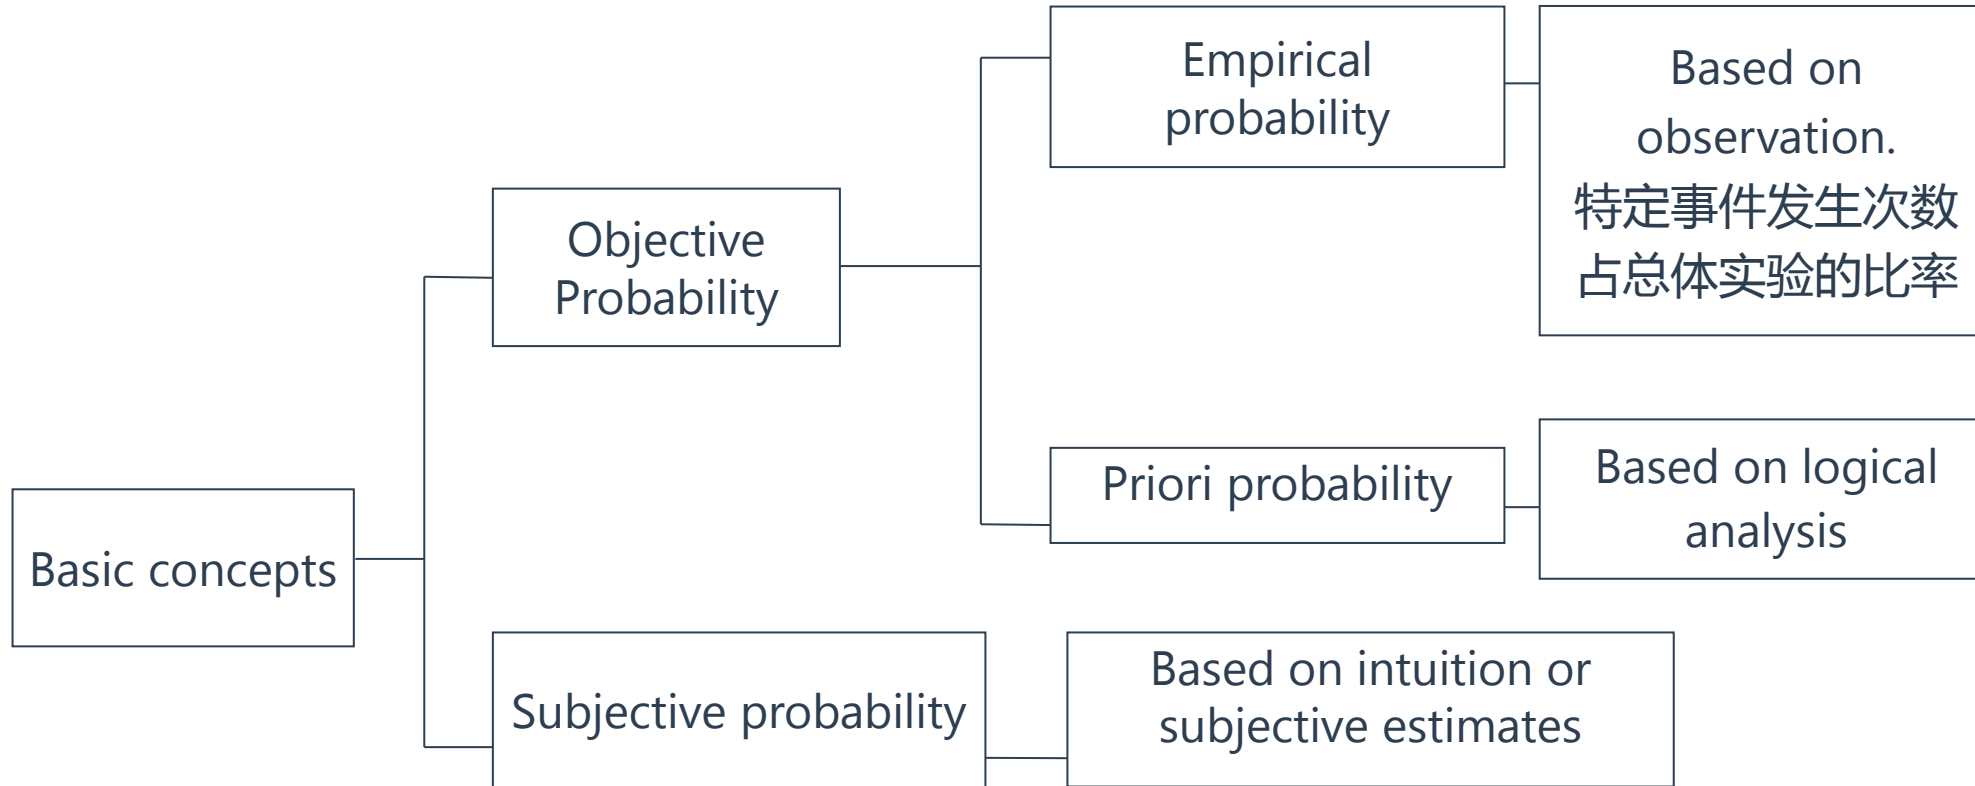 Basic concepts
Objective
Probability
Empirical
probability
Based on
observation.
特定事件发生次数
占总体实验的比率
Priori probability
Based on logical
analysis
Subjective probability
Based on intuition or
subjective estimates